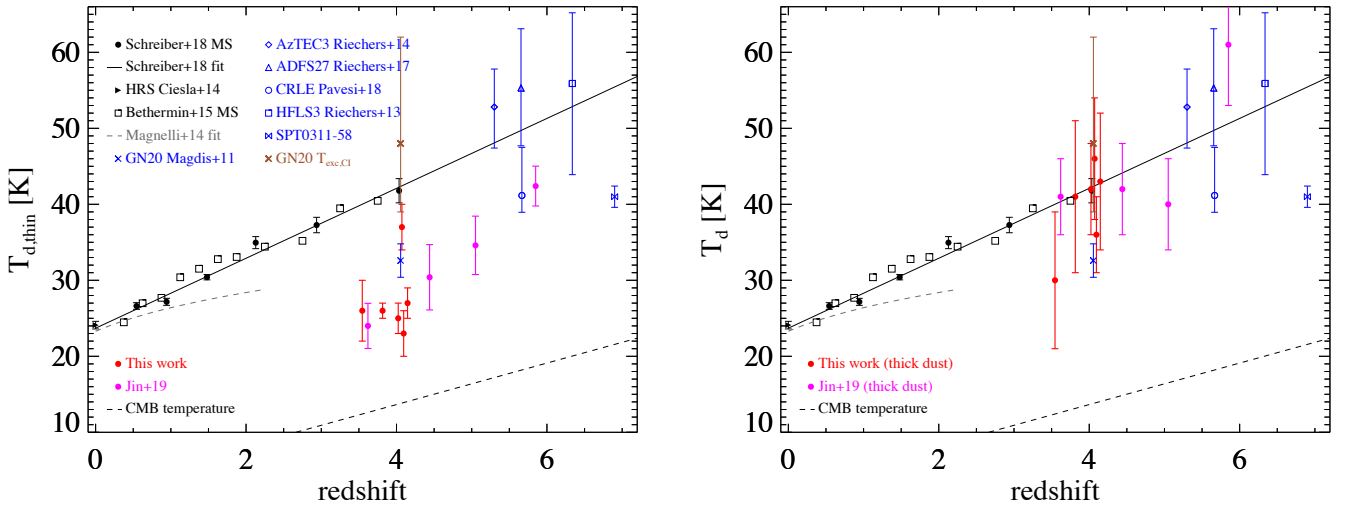 60
50
40
30
20
10
T_d,thin [K]
Schreiber+18 MS
Schreiber+18 fit
HRS Ciesla+14
Bethermin+15 MS
Magnelli+14 fit
GN20 Magdis+11
AzTEC3 Riechers+14
ADFS27 Riechers+17
CRLE Pavesi+18
HFLS3 Riechers+13
SPT0311-58
GN20 T_exc,CI
This work
Jin+19
CMB temperature
0 2 4 6
redshift
60
50
40
30
20
10
T_d [K]
This work (thick dust)
Jin+19 (thick dust)
CMB temperature
0 2 4 6
redshift